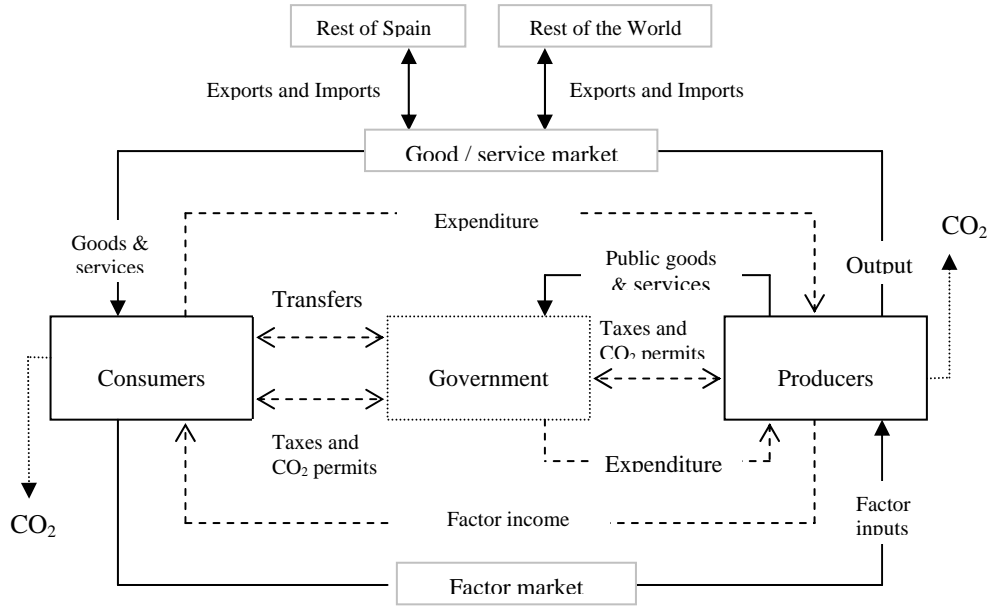 Rest of Spain
Rest of the World
Exports and Imports
Exports and Imports
Good / service market
Expenditure
CO₂
Goods &
services
Public goods
& services
Output
Transfers
Taxes and
CO₂ permits
Consumers
Government
Producers
Taxes and
CO₂ permits
Expenditure
CO₂
Factor income
Factor
inputs
Factor market